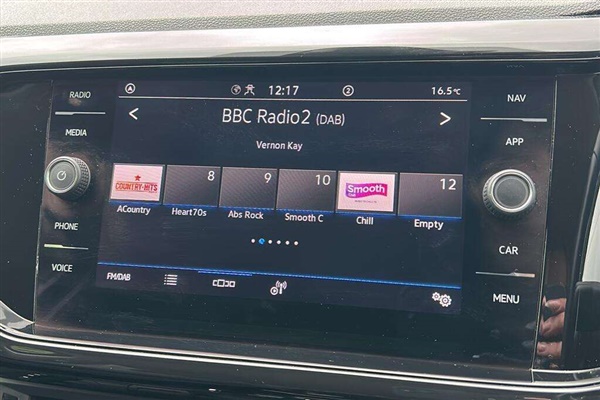 RADIO
MEDIA
PHONE
VOICE
A 12:17 2 16.5°C
< BBC Radio2 (DAB) >
Vernon Kay
COUNTRY HITS 8 9 10 Smooth 12
ACountry Heart70s Abs Rock Smooth C Chill Empty
FM/DAB
NAV
APP
CAR
MENU